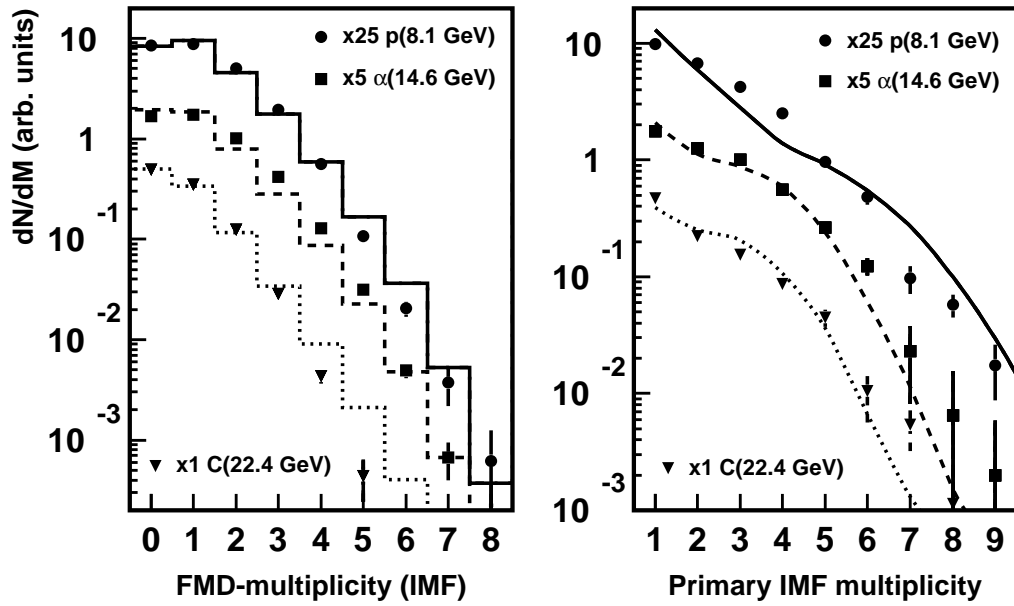 dN/dM (arb. units)
10
1
10 -1
10 -2
10 -3
x25 p(8.1 GeV)
x5 α(14.6 GeV)
x1 C(22.4 GeV)
0 1 2 3 4 5 6 7 8
FMD-multiplicity (IMF)
10
1
10 -1
10 -2
10 -3
x25 p(8.1 GeV)
x5 α(14.6 GeV)
x1 C(22.4 GeV)
1 2 3 4 5 6 7 8 9
Primary IMF multiplicity